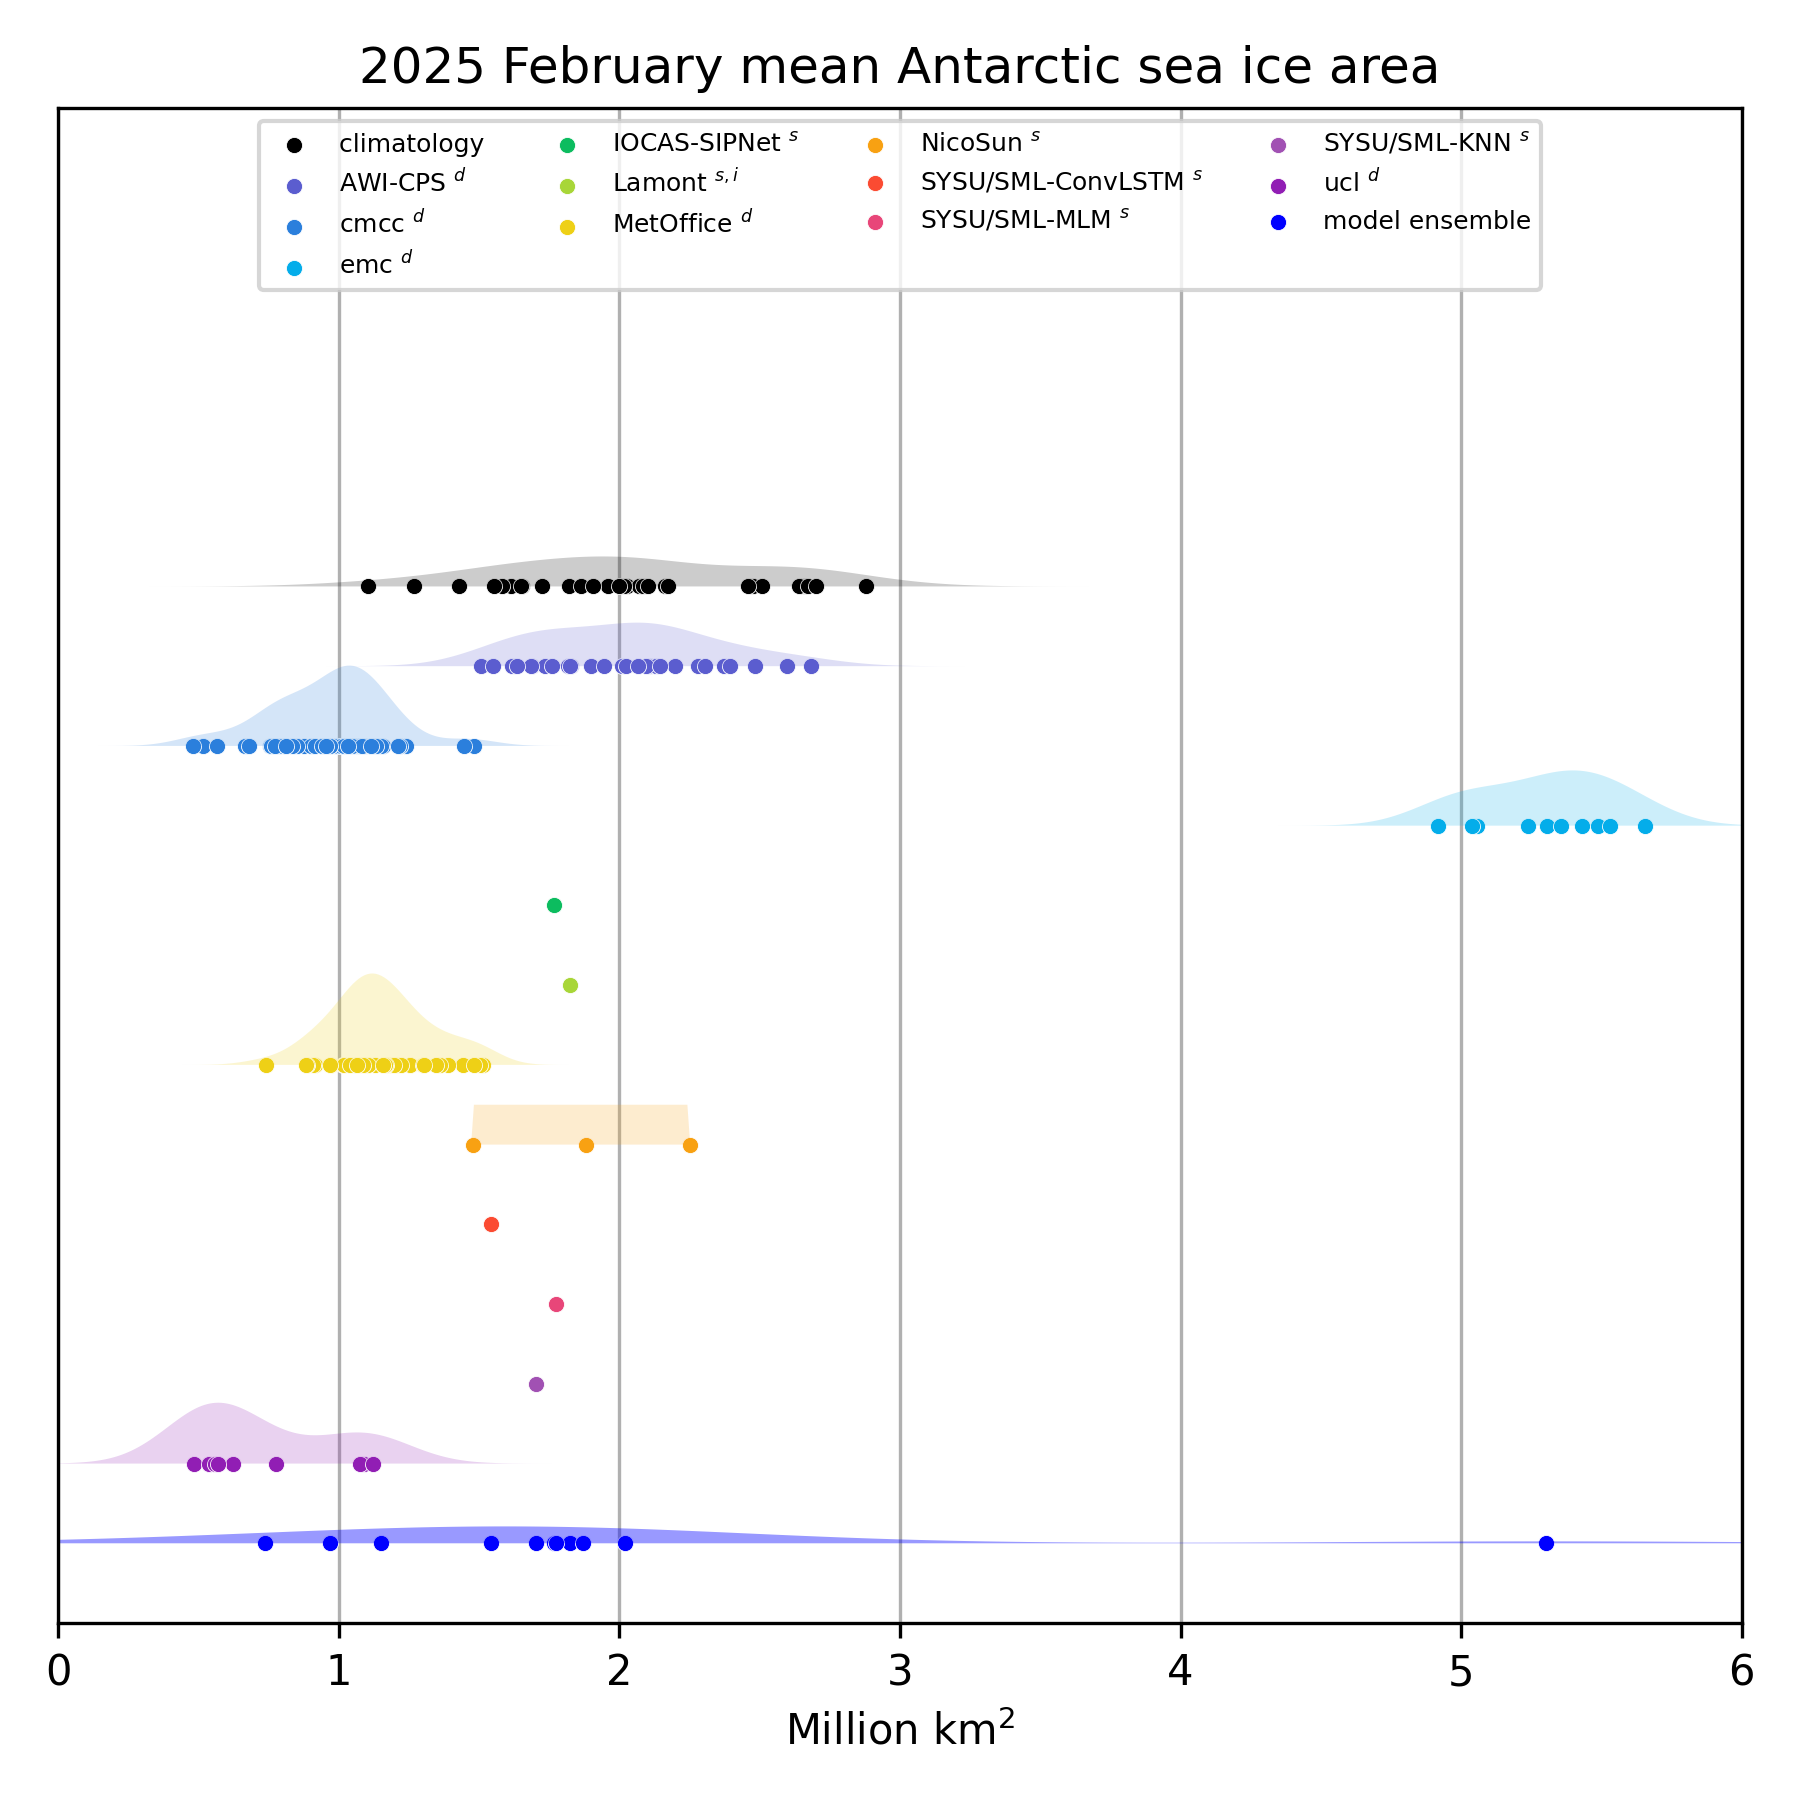 2025 February mean Antarctic sea ice area
climatology
AWI-CPS ᵈ
cmcc ᵈ
emc ᵈ
IOCAS-SIPNet ˢ
Lamont ˢ,ⁱ
MetOffice ᵈ
NicoSun ˢ
SYSU/SML-ConvLSTM ˢ
SYSU/SML-MLM ˢ
SYSU/SML-KNN ˢ
ucl ᵈ
model ensemble
0 1 2 3 4 5 6
Million km²